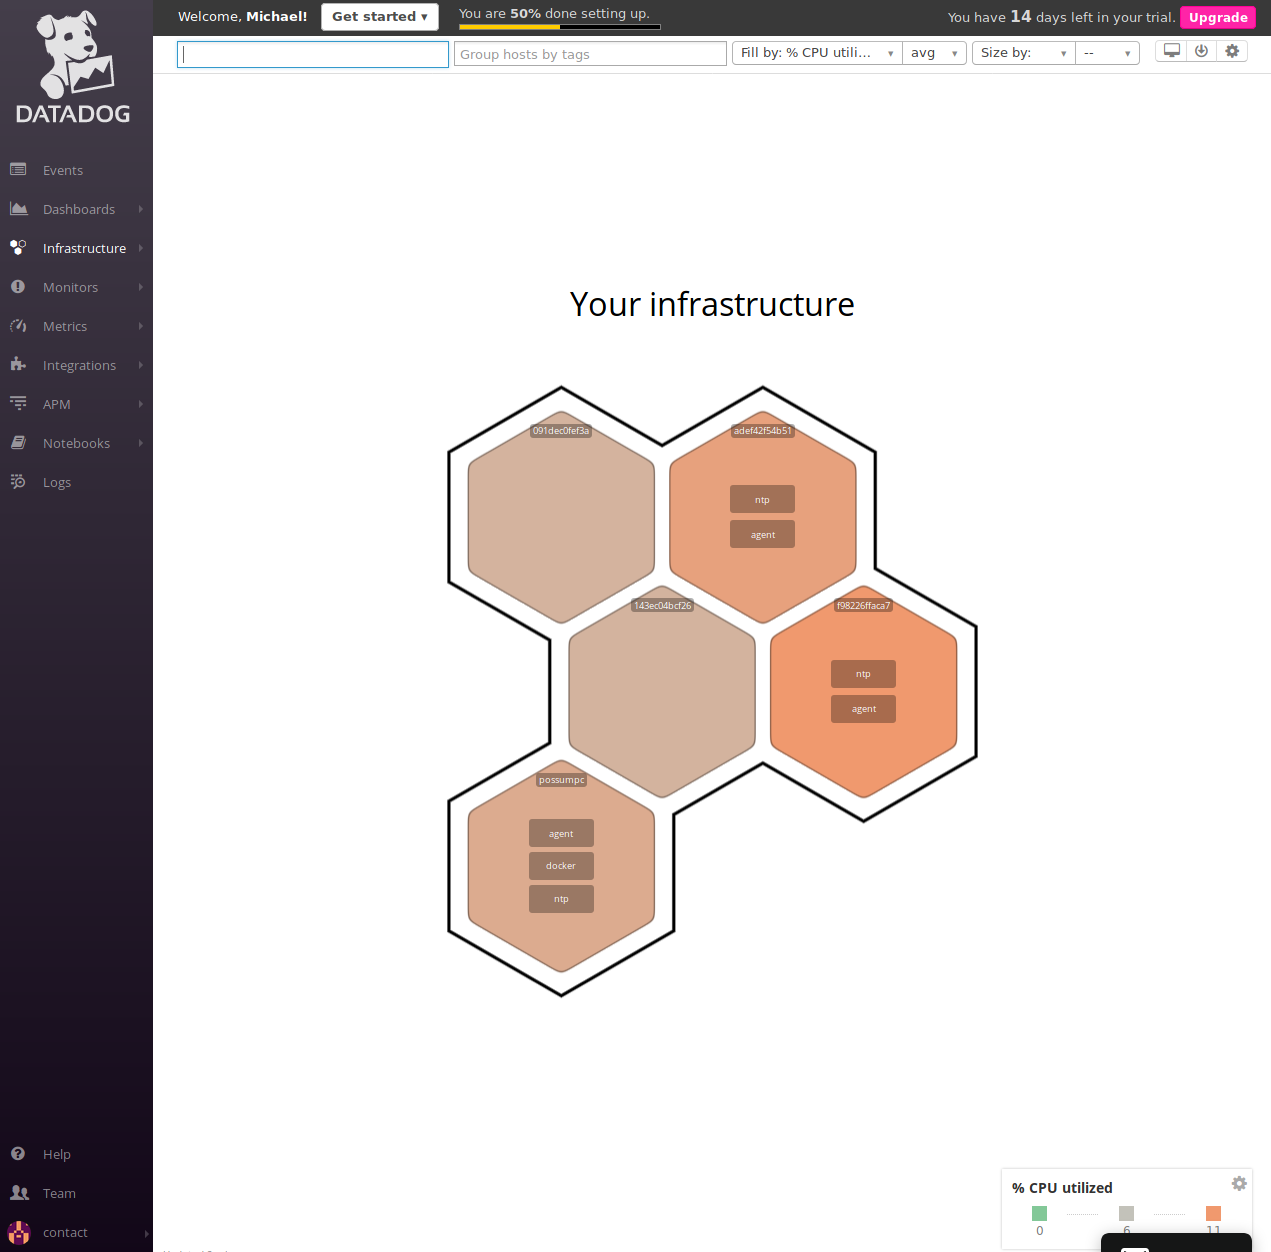 Welcome, Michael!
Get started ▾
You are 50% done setting up.
You have 14 days left in your trial.
Upgrade
DATADOG
Group hosts by tags
Fill by: % CPU utili...
avg
Size by:
--
Events
Dashboards
Infrastructure
Monitors
Metrics
Integrations
APM
Notebooks
Logs
Help
Team
contact
Your infrastructure
091dec0fef3a
adef42f54b51
ntp
agent
143ec04bcf26
f98226ffaca7
ntp
agent
possumpc
agent
docker
ntp
% CPU utilized
0
6
11